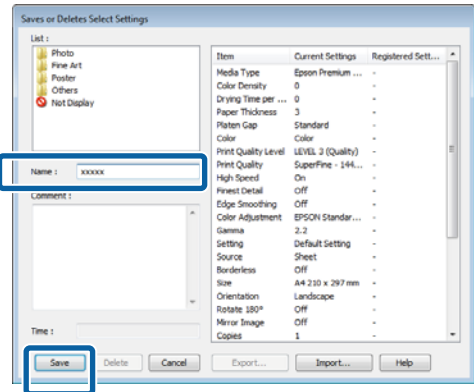 Saves or Deletes Select Settings
List :
Photo
Fine Art
Poster
Others
Not Display
Name : xxxxx
Comment :
Time :
Item Current Settings Registered Sett...
Media Type Epson Premium ... -
Color Density 0 -
Drying Time per ... 0 -
Paper Thickness 3 -
Platen Gap Standard -
Color Color -
Print Quality Level LEVEL 3 (Quality) -
Print Quality SuperFine - 144... -
High Speed On -
Finest Detail Off -
Edge Smoothing Off -
Color Adjustment EPSON Standar... -
Gamma 2.2 -
Setting Default Setting -
Source Sheet -
Borderless Off -
Size A4 210 x 297 mm -
Orientation Landscape -
Rotate 180° Off -
Mirror Image Off -
Copies 1 -
Save Delete Cancel Export... Import... Help